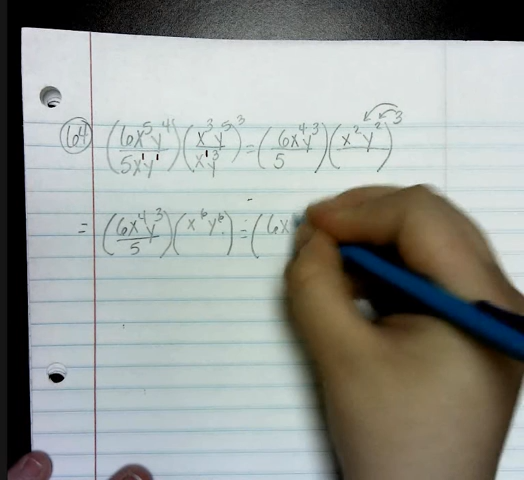 64 (6x⁵y⁴/5x¹y¹)(x³y⁵/x¹y³)³ = (6x⁴y³/5)(x²y²)³
= (6x⁴y³/5)(x⁶y⁶) = (6x